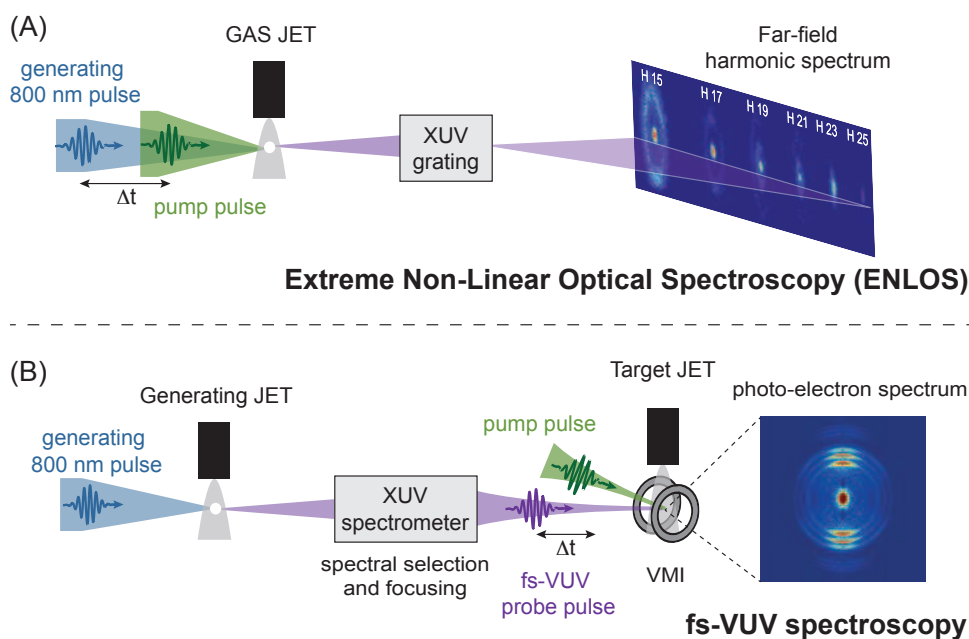 (A)
GAS JET
generating
800 nm pulse
Δt
pump pulse
XUV
grating
Far-field
harmonic spectrum
H 15
H 17
H 19
H 21
H 23
H 25
Extreme Non-Linear Optical Spectroscopy (ENLOS)
(B)
Generating JET
generating
800 nm pulse
XUV
spectrometer
spectral selection
and focusing
pump pulse
Target JET
Δt
fs-VUV
probe pulse
VMI
photo-electron spectrum
fs-VUV spectroscopy